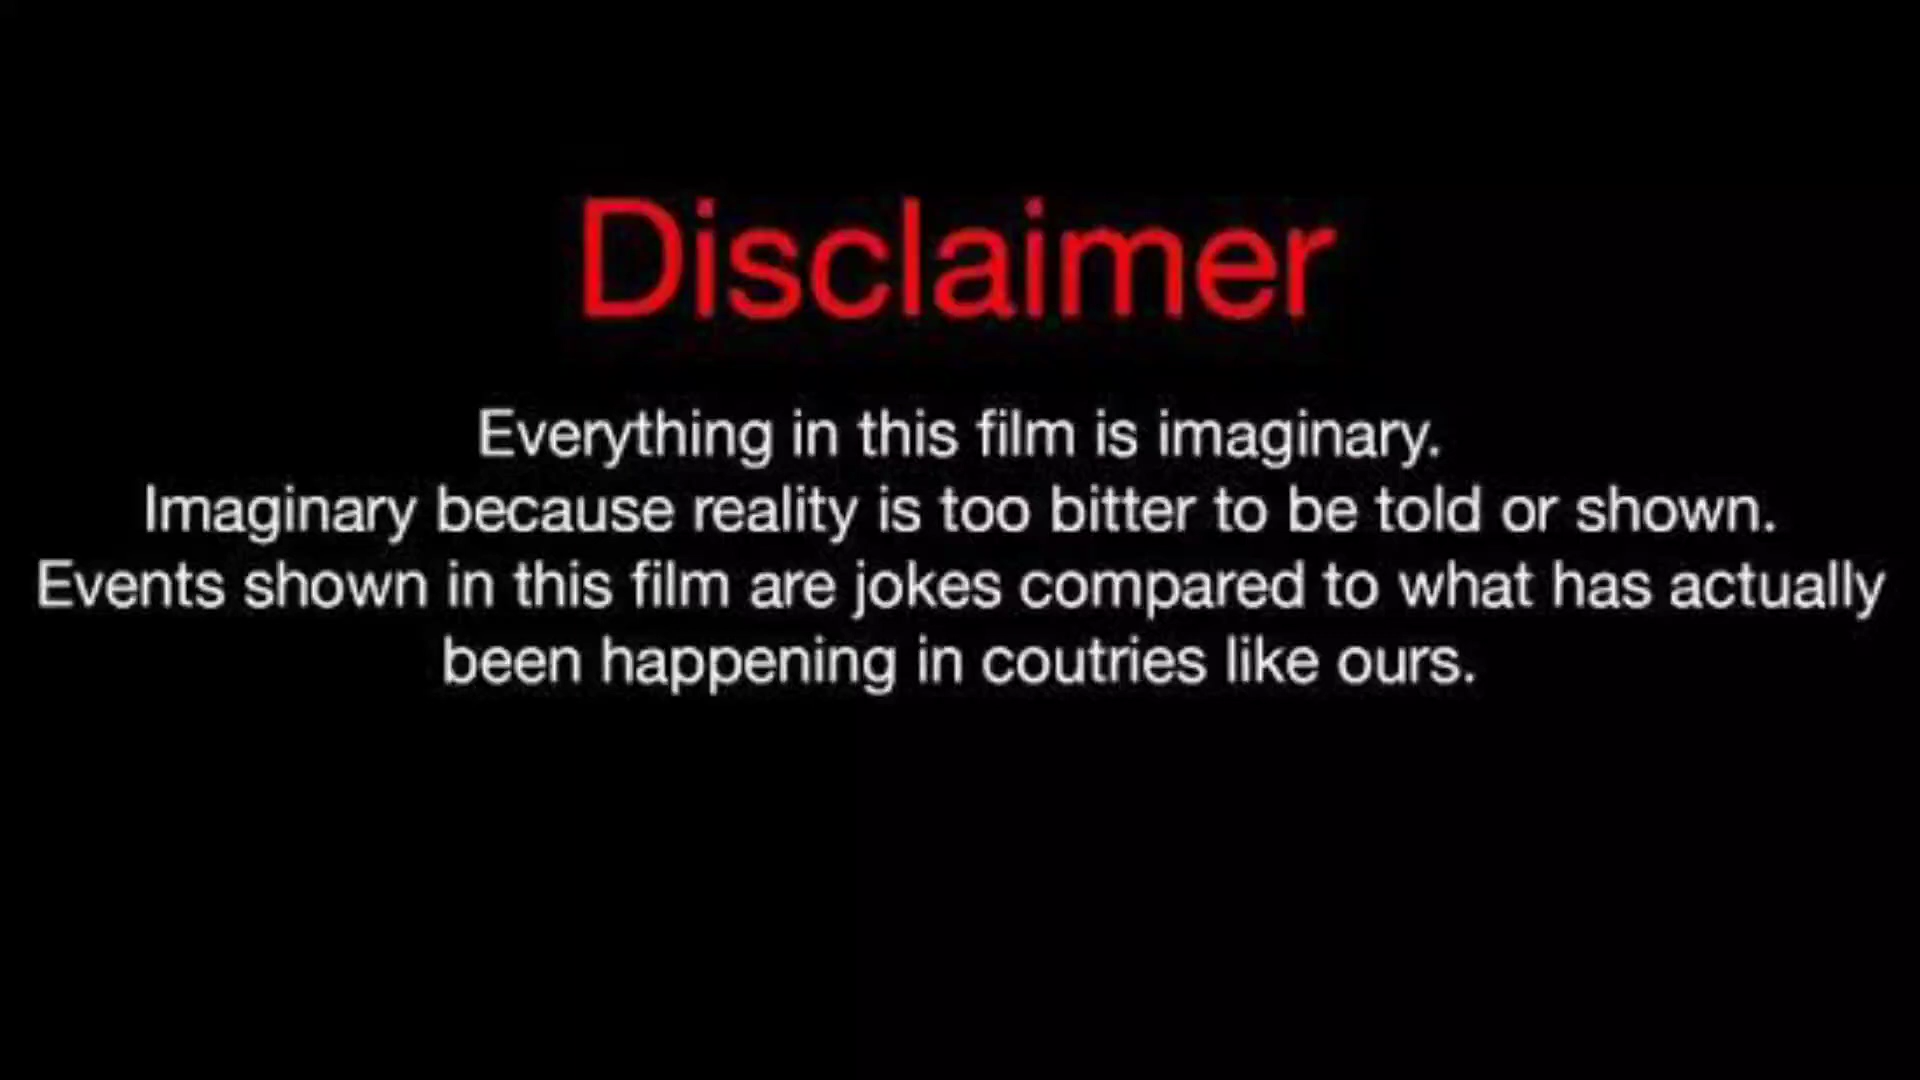 Disclaimer
Everything in this film is imaginary.
Imaginary because reality is too bitter to be told or shown.
Events shown in this film are jokes compared to what has actually
been happening in coutries like ours.